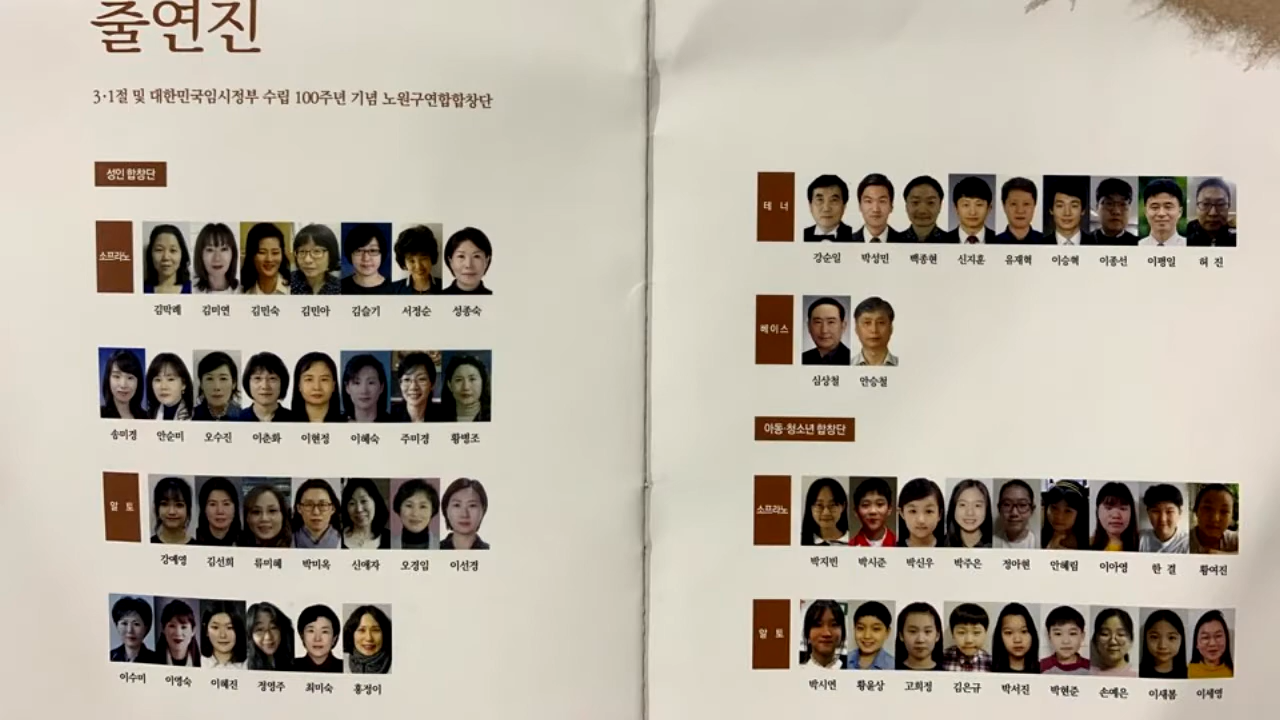 출연진
3·1절 및 대한민국임시정부 수립 100주년 기념 노원구연합합창단
성인 합창단
소프라노
김막례 김미연 김민숙 김민아 김슬기 서정순 성종숙
송미경 안순미 오수진 이춘화 이현정 이혜숙 주미경 황맹조
알 토
강예영 김선희 류미혜 박미옥 신매자 오경임 이선경
이수미 이영숙 이혜진 정영주 최미숙 홍정이
테 너
강순일 박성민 백종현 신지훈 유재혁 이승혁 이종선 이평일 허 진
베이스
심상철 안승철
아동·청소년 합창단
소프라노
박지빈 박시준 박신우 박주은 정아현 안혜림 이아영 한 결 황여진
알 토
박시연 황윤상 고희정 김은규 박서진 박현준 손예은 이새봄 이세영